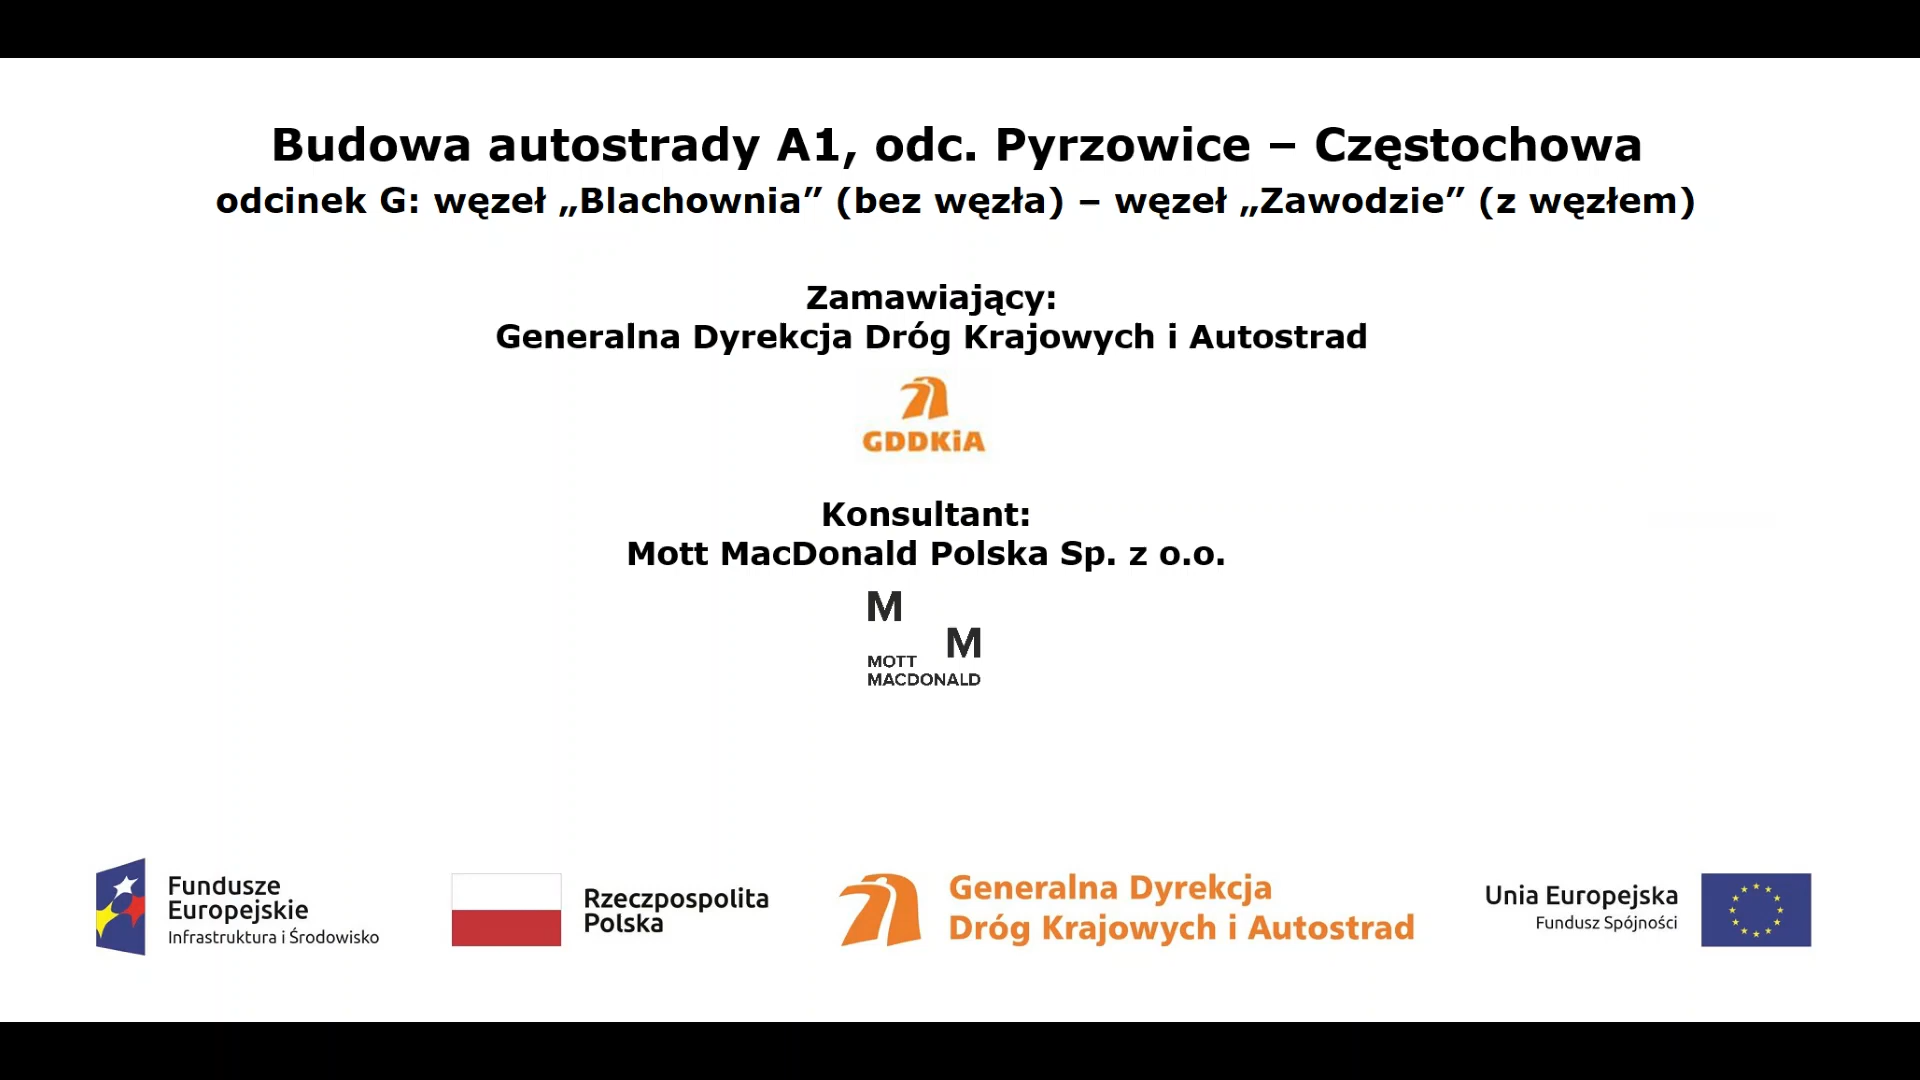 Budowa autostrady A1, odc. Pyrzowice – Częstochowa
odcinek G: węzeł „Blachownia” (bez węzła) – węzeł „Zawodzie” (z węzłem)
Zamawiający:
Generalna Dyrekcja Dróg Krajowych i Autostrad
GDDKiA
Konsultant:
Mott MacDonald Polska Sp. z o.o.
M
M
MOTT
MACDONALD
Fundusze
Europejskie
Infrastruktura i Środowisko
Rzeczpospolita
Polska
Generalna Dyrekcja
Dróg Krajowych i Autostrad
Unia Europejska
Fundusz Spójności